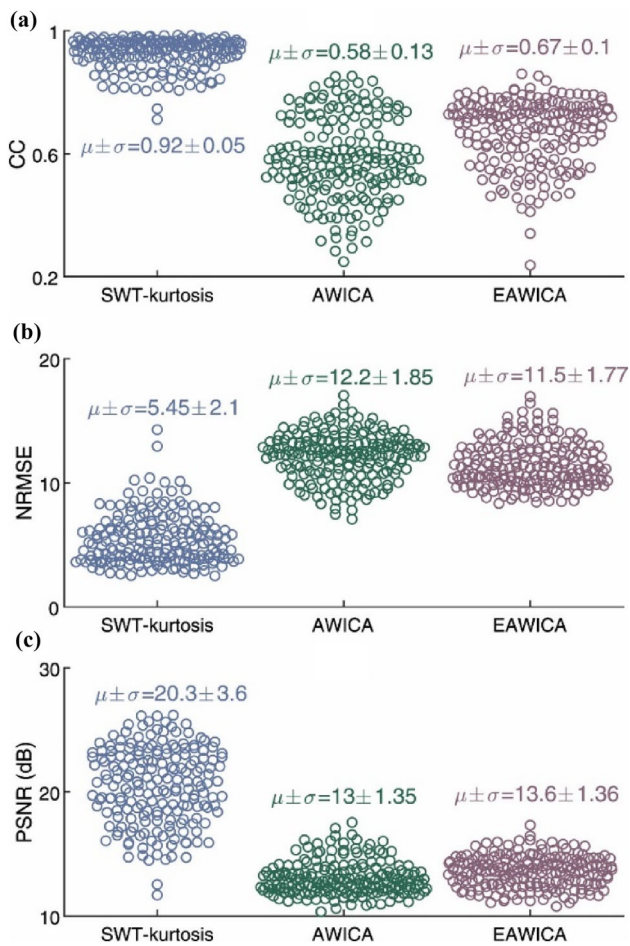 (a)
1
0.6
0.2
CC
μ±σ=0.92±0.05
μ±σ=0.58±0.13
μ±σ=0.67±0.1
SWT-kurtosis AWICA EAWICA
(b)
20
10
0
NRMSE
μ±σ=5.45±2.1
μ±σ=12.2±1.85
μ±σ=11.5±1.77
SWT-kurtosis AWICA EAWICA
(c)
30
20
10
PSNR (dB)
μ±σ=20.3±3.6
μ±σ=13±1.35
μ±σ=13.6±1.36
SWT-kurtosis AWICA EAWICA